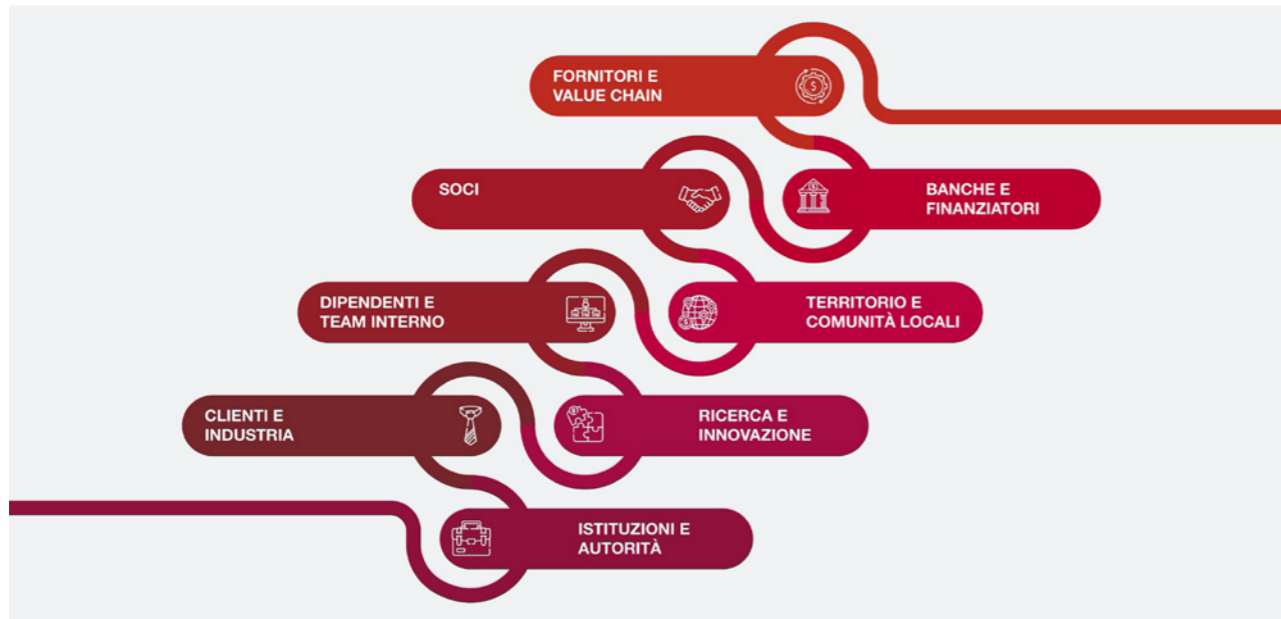 FORNITORI E
VALUE CHAIN
SOCI
BANCHE E
FINANZIATORI
DIPENDENTI E
TEAM INTERNO
TERRITORIO E
COMUNITÀ LOCALI
CLIENTI E
INDUSTRIA
RICERCA E
INNOVAZIONE
ISTITUZIONI E
AUTORITÀ